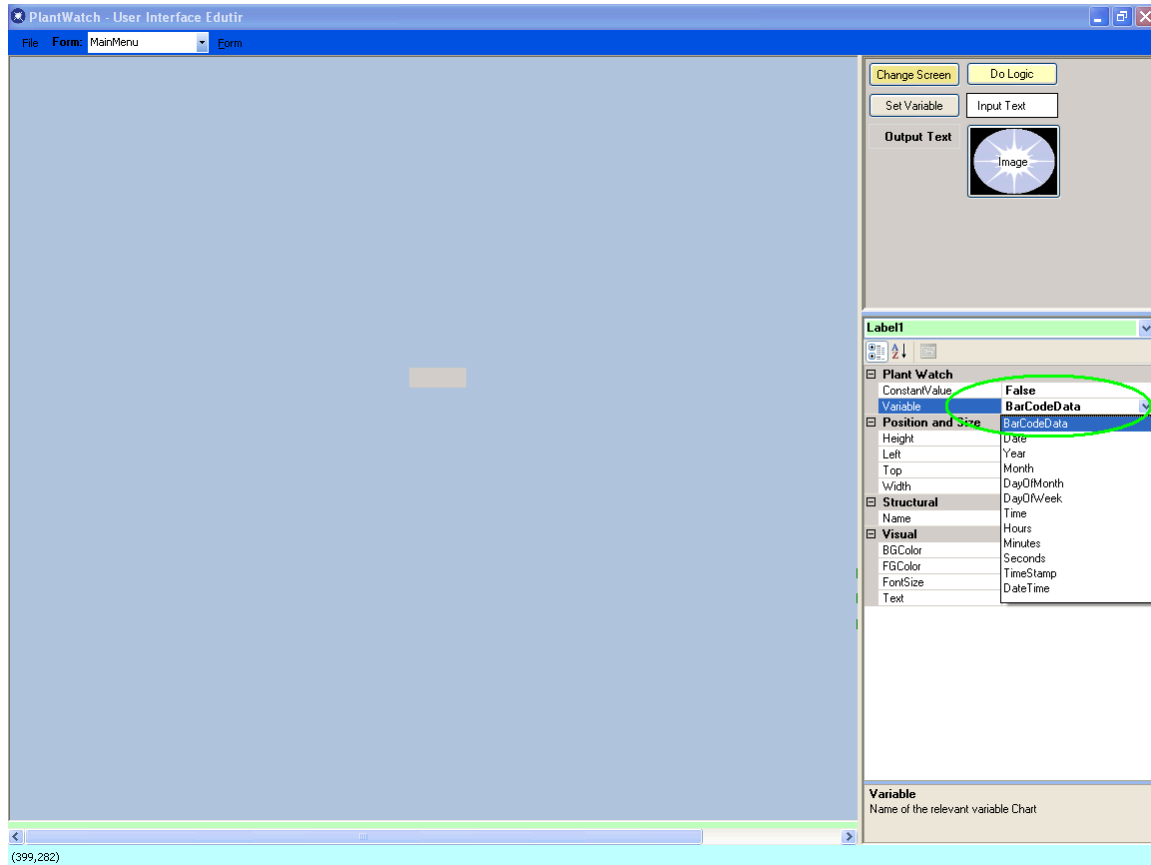 PlantWatch - User Interface Edutir
File Form: MainMenu Form
Change Screen Do Logic
Set Variable Input Text
Output Text Image
Label1
Plant Watch
ConstantValue False
Variable BarCodeData
Position and Size BarCodeData
Height Date
Left Year
Top Month
Width DayOfMonth
Structural DayOfWeek
Name Time
Visual Hours
BGColor Minutes
FGColor Seconds
FontSize TimeStamp
Text DateTime
Variable
Name of the relevant variable Chart
(399,282)